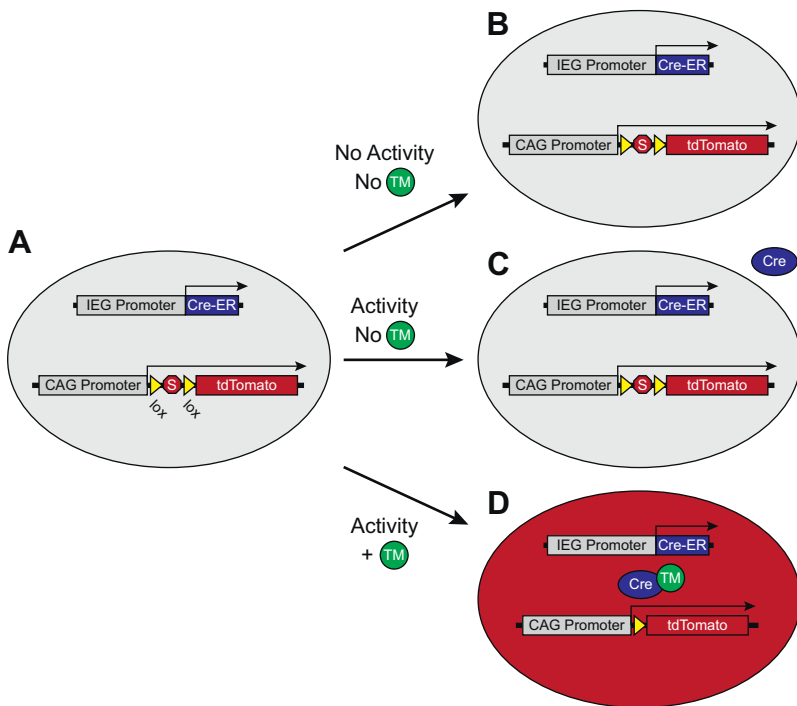 A
IEG Promoter Cre-ER
CAG Promoter S tdTomato
lox lox
No Activity
No TM
Activity
No TM
Activity
+ TM
B
IEG Promoter Cre-ER
CAG Promoter S tdTomato
C
Cre
IEG Promoter Cre-ER
CAG Promoter S tdTomato
D
IEG Promoter Cre-ER
Cre TM
CAG Promoter tdTomato